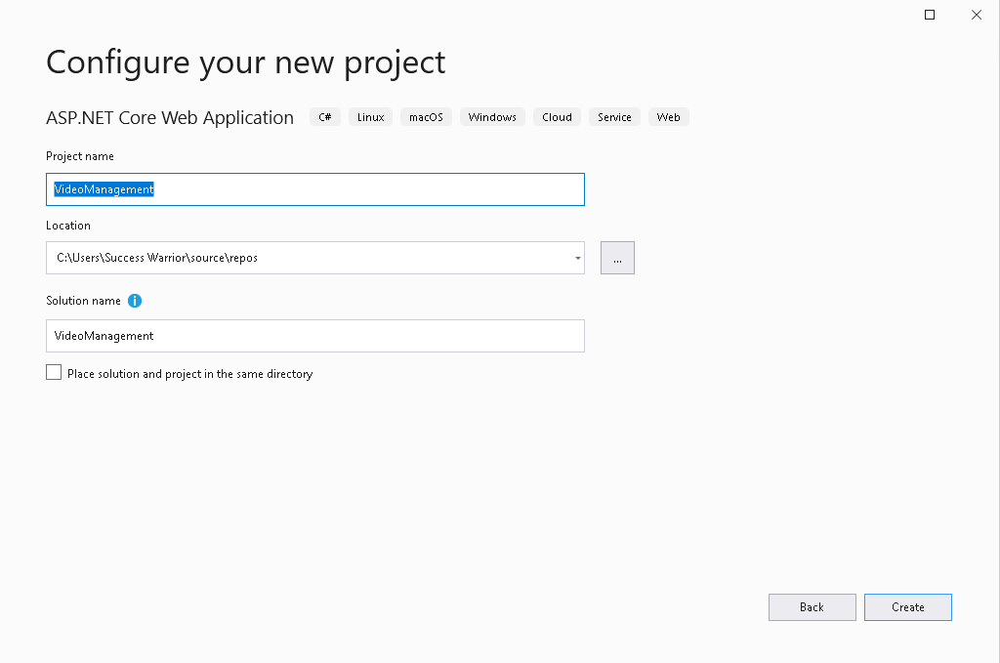 Configure your new project
ASP.NET Core Web Application C# Linux macOS Windows Cloud Service Web
Project name
VideoManagement
Location
C:\Users\Success Warrior\source\repos
...
Solution name i
VideoManagement
Place solution and project in the same directory
Back Create